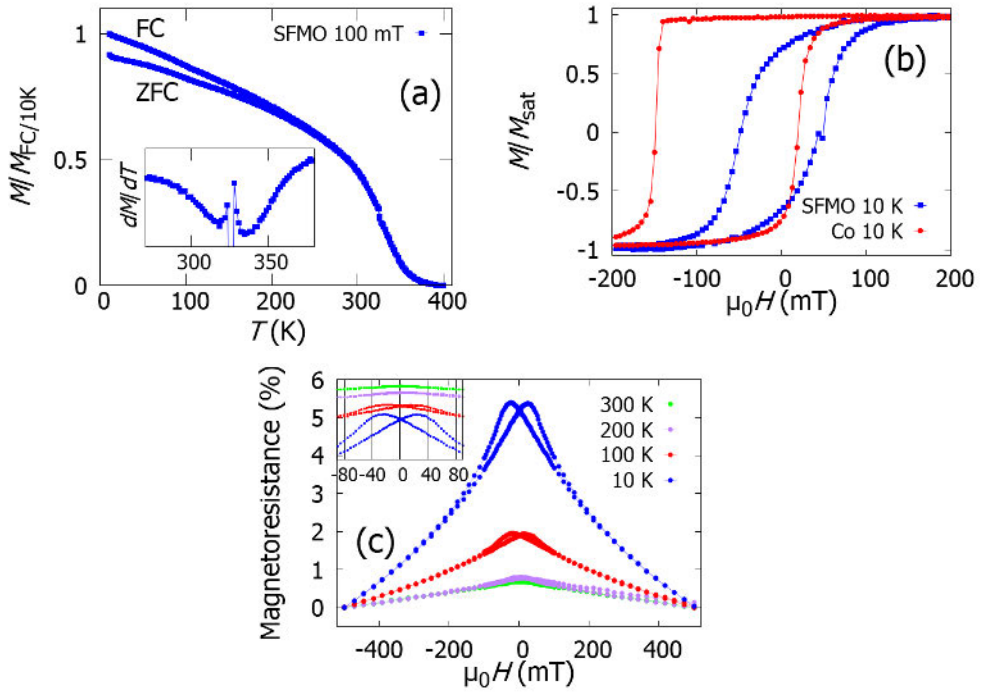 FC
ZFC
SFMO 100 mT
(a)
M/M_FC/10K
1
0.5
0
dM/dT
300 350
0 100 200 300 400
T (K)
(b)
M/M_sat
1
0.5
0
-0.5
-1
SFMO 10 K
Co 10 K
-200 -100 0 100 200
μ₀H (mT)
(c)
Magnetoresistance (%)
6
5
4
3
2
1
0
-80 -40 0 40 80
300 K
200 K
100 K
10 K
-400 -200 0 200 400
μ₀H (mT)